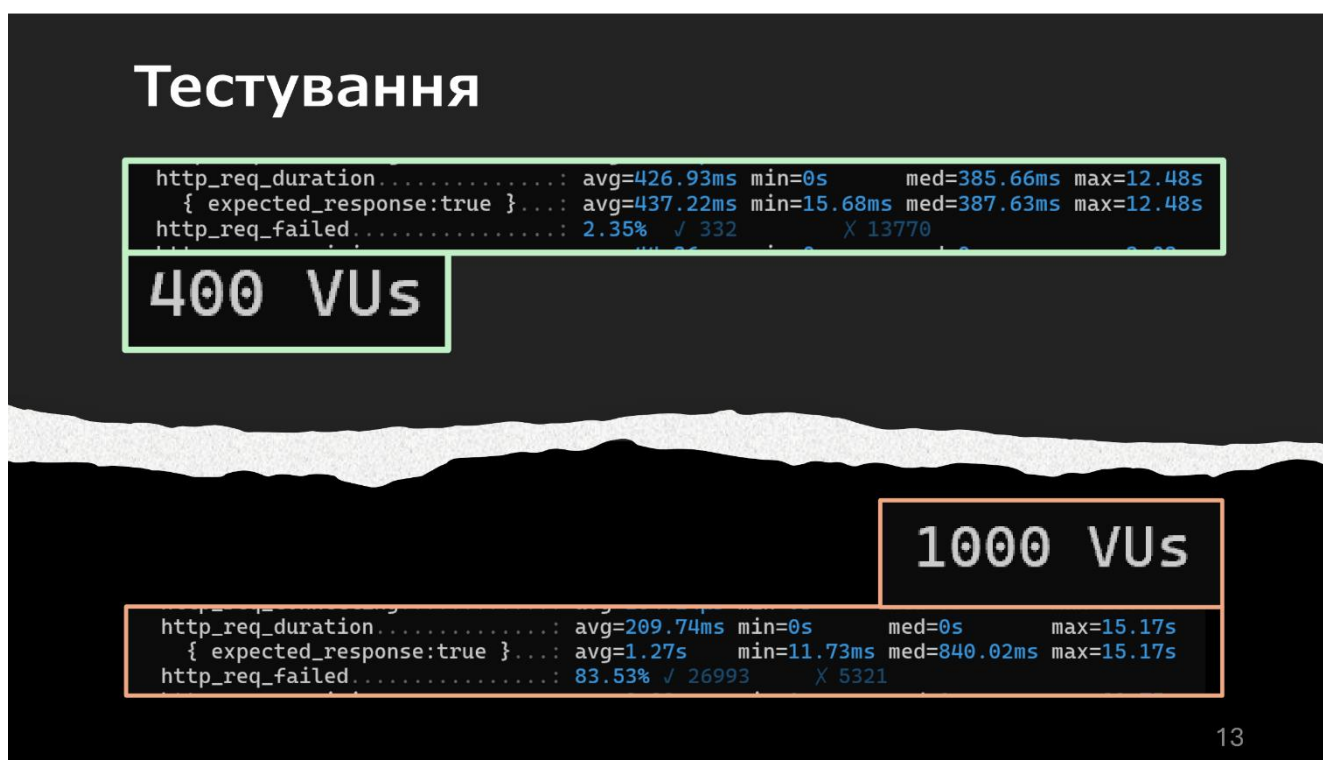 Тестування
http_req_duration...............: avg=426.93ms min=0s med=385.66ms max=12.48s
{ expected_response:true }...: avg=437.22ms min=15.68ms med=387.63ms max=12.48s
http_req_failed.................: 2.35% ✓ 332 ✗ 13770
400 VUs
1000 VUs
http_req_duration...............: avg=209.74ms min=0s med=0s max=15.17s
{ expected_response:true }...: avg=1.27s min=11.73ms med=840.02ms max=15.17s
http_req_failed.................: 83.53% ✓ 26993 ✗ 5321
13